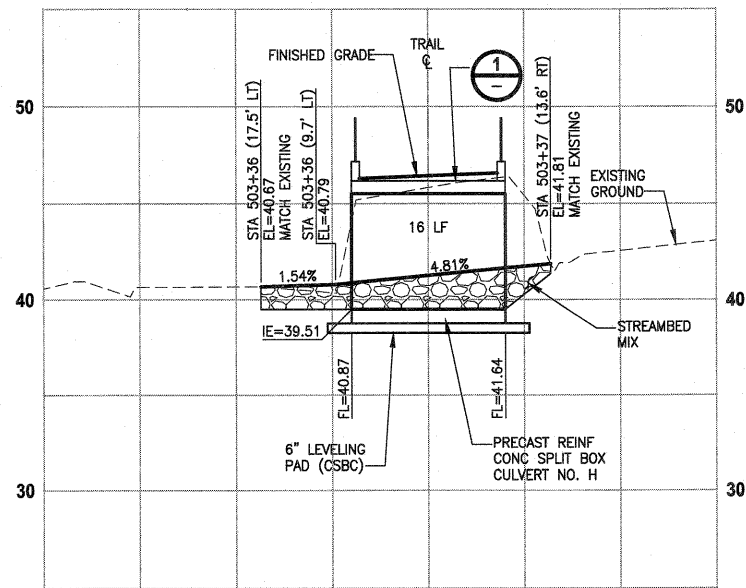 TRAIL
℄
FINISHED GRADE
1
–
50
50
STA 503+36 (17.5' LT)
EL=40.67
MATCH EXISTING
STA 503+36 (9.7' LT)
EL=40.79
STA 503+37 (13.6' RT)
EL=41.81
MATCH EXISTING
EXISTING
GROUND
16 LF
4.81%
1.54%
40
40
IE=39.51
STREAMBED
MIX
FL=40.87
FL=41.64
6" LEVELING
PAD (CSBC)
PRECAST REINF
CONC SPLIT BOX
CULVERT NO. H
30
30